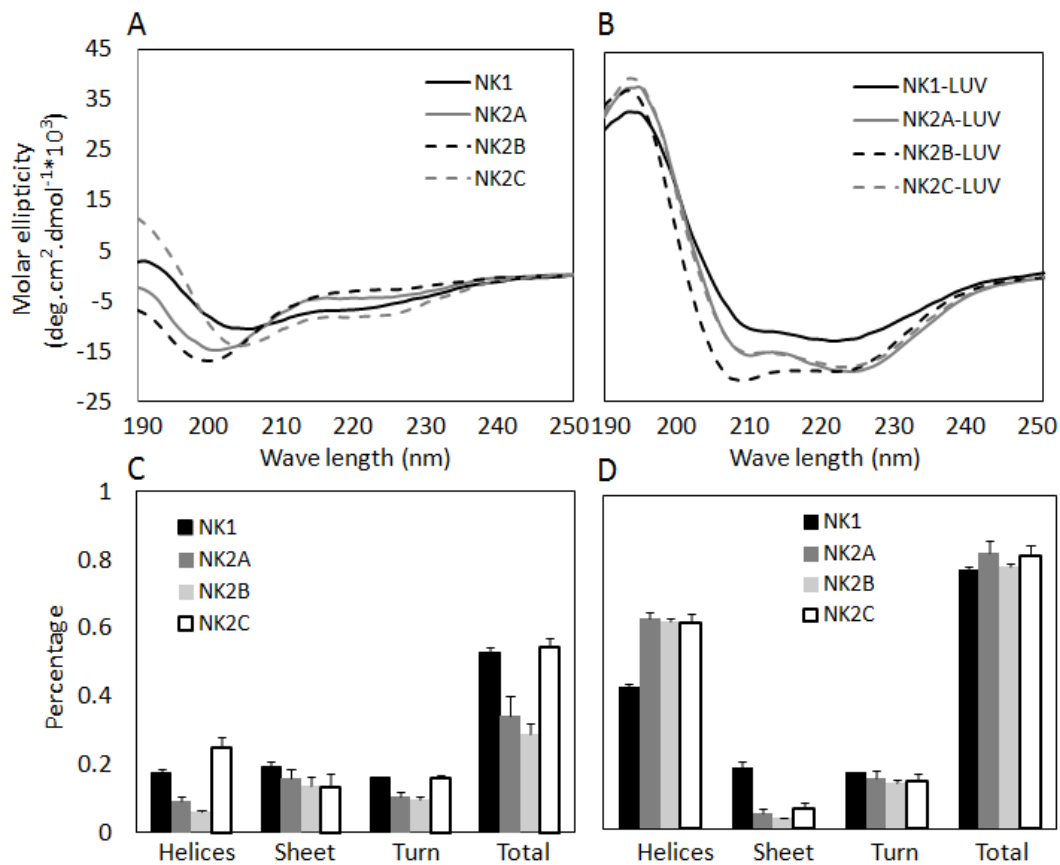 A
B
45
35
25
15
5
-5
-15
-25
Molar ellipticity
(deg.cm².dmol⁻¹*10³)
NK1
NK2A
NK2B
NK2C
NK1-LUV
NK2A-LUV
NK2B-LUV
NK2C-LUV
190 200 210 220 230 240 250
190 200 210 220 230 240 250
Wave length (nm)
Wave length (nm)
C
D
1
0.8
0.6
0.4
0.2
0
Percentage
NK1
NK2A
NK2B
NK2C
NK1
NK2A
NK2B
NK2C
Helices Sheet Turn Total
Helices Sheet Turn Total